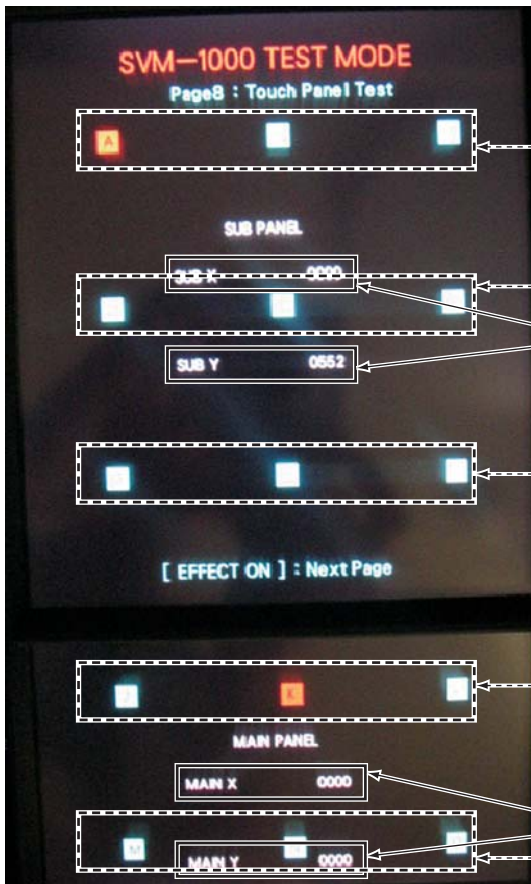 SVM-1000 TEST MODE
Page8 : Touch Panel Test
A
SUB PANEL
SUB X
SUB Y 0552
[ EFFECT ON ] : Next Page
K
MAIN PANEL
MAIN X 0000
M
MAIN Y 0000